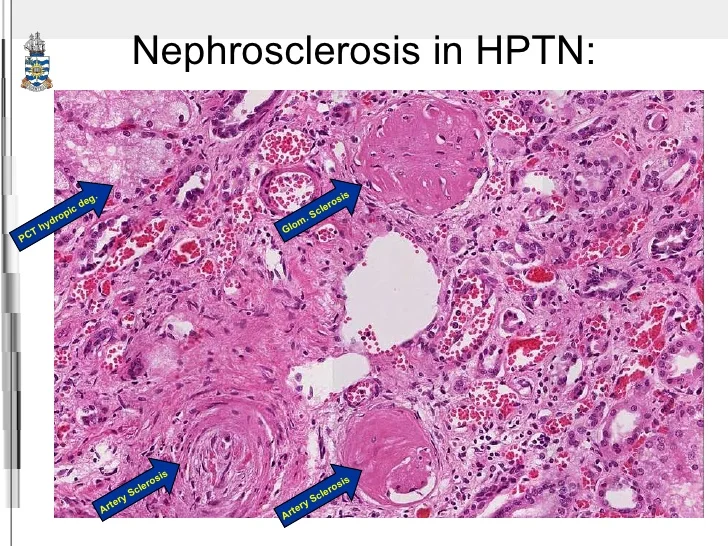 Nephrosclerosis in HPTN:
PCT hydropic deg.
Glom. Sclerosis
Artery Sclerosis
Artery Sclerosis